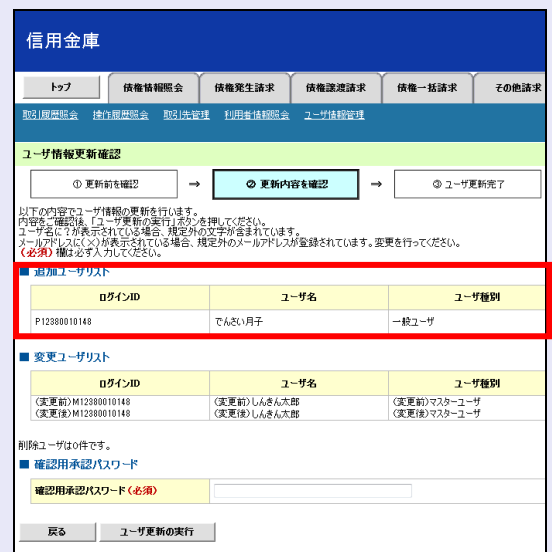 信用金庫
トップ 債権情報照会 債権発生請求 債権譲渡請求 債権一括請求 その他請求
取引履歴照会 操作履歴照会 取引先管理 利用者情報照会 ユーザ情報管理
ユーザ情報更新確認
① 更新前を確認 → ② 更新内容を確認 → ③ ユーザ更新完了
以下の内容でユーザ情報の更新を行います。
内容をご確認後、「ユーザ更新の実行」ボタンを押してください。
ユーザ名に?が表示されている場合、規定外の文字が含まれています。
メールアドレスに(×)が表示されている場合、規定外のメールアドレスが登録されています。変更を行ってください。
(必須)欄は必ず入力してください。
■ 追加ユーザリスト
ログインID ユーザ名 ユーザ種別
P12380010148 でんさい月子 一般ユーザ
■ 変更ユーザリスト
ログインID ユーザ名 ユーザ種別
(変更前)M12380010148 (変更前)しんきん太郎 (変更前)マスターユーザ
(変更後)M12380010148 (変更後)しんきん太郎 (変更後)マスターユーザ
削除ユーザは0件です。
■ 確認用承認パスワード
確認用承認パスワード(必須)
戻る ユーザ更新の実行